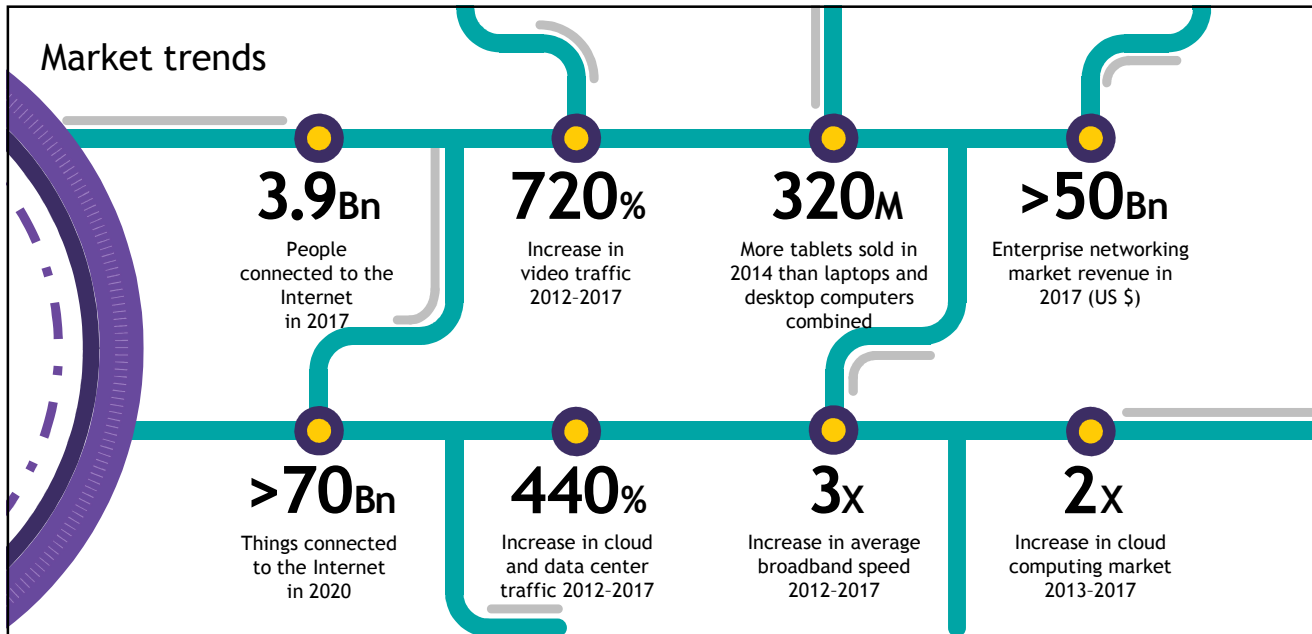 Market trends
3.9Bn
People
connected to the
Internet
in 2017
720%
Increase in
video traffic
2012–2017
320M
More tablets sold in
2014 than laptops and
desktop computers
combined
>50Bn
Enterprise networking
market revenue in
2017 (US $)
>70Bn
Things connected
to the Internet
in 2020
440%
Increase in cloud
and data center
traffic 2012–2017
3X
Increase in average
broadband speed
2012–2017
2X
Increase in cloud
computing market
2013–2017